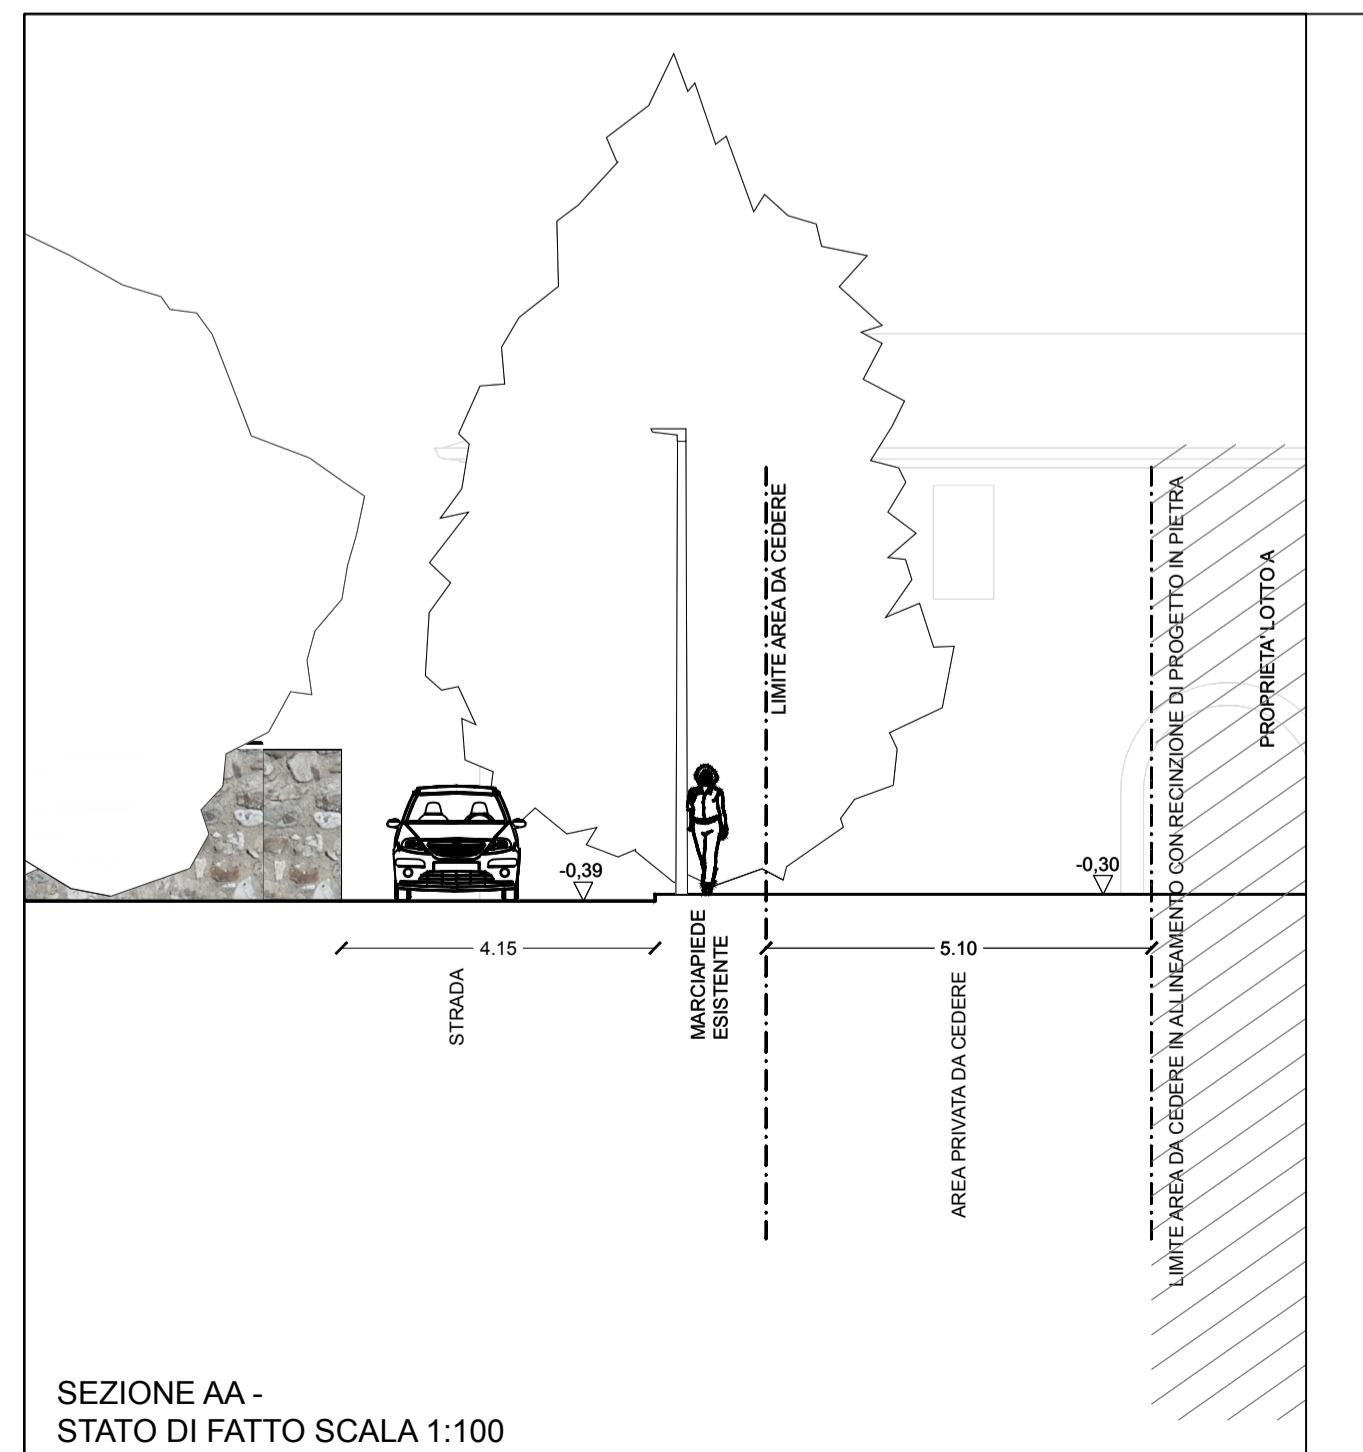 LIMITE AREA DA CEDERE
LIMITE AREA DA CEDERE IN ALLINEAMENTO CON RECINZIONE DI PROGETTO IN PIETRA
PROPRIETA' LOTTO A
-0,39
-0,30
4.15
5.10
STRADA
MARCIAPIEDE
ESISTENTE
AREA PRIVATA DA CEDERE
SEZIONE AA -
STATO DI FATTO SCALA 1:100